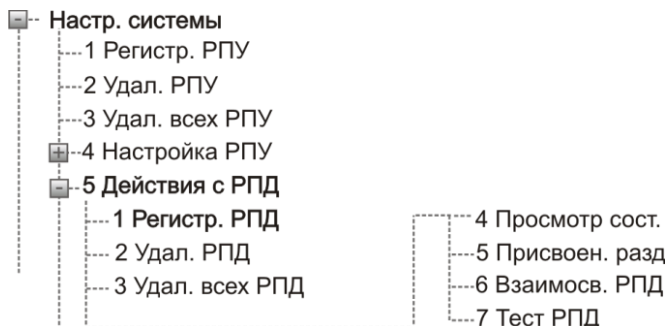 Настр. системы
1 Регистр. РПУ
2 Удал. РПУ
3 Удал. всех РПУ
4 Настройка РПУ
5 Действия с РПД
1 Регистр. РПД
2 Удал. РПД
3 Удал. всех РПД
4 Просмотр сост.
5 Присвоен. разд
6 Взаимосв. РПД
7 Тест РПД